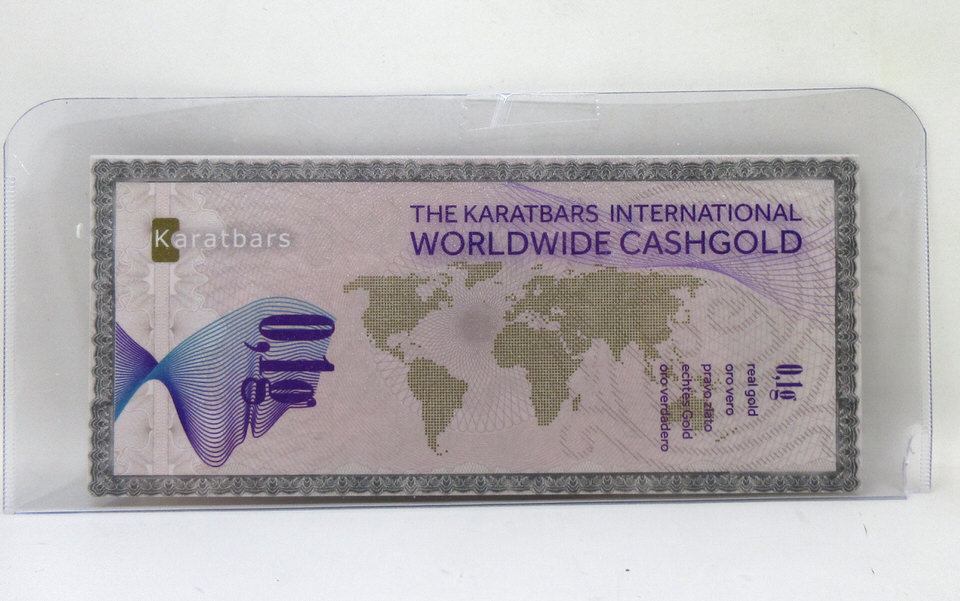 Karatbars
THE KARATBARS INTERNATIONAL
WORLDWIDE CASHGOLD
0,1g
0,1g
real gold
oro vero
pravo zlato
echtes Gold
oro verdadero